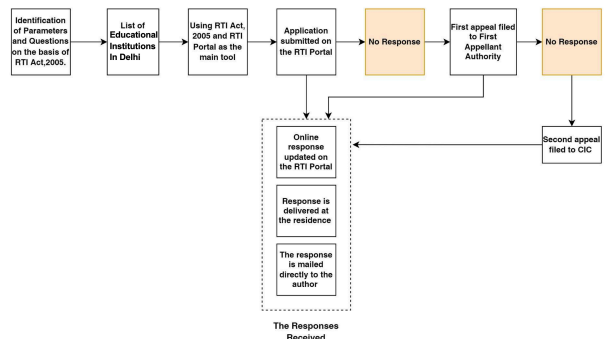 Identification
of Parameters
and Questions
on the basis of
RTI Act,2005.
List of
Educational
Institutions
In Delhi
Using RTI Act,
2005 and RTI
Portal as the
main tool
Application
submitted on
the RTI Portal
No Response
First appeal filed
to First
Appellant
Authority
No Response
Second appeal
filed to CIC
Online
response
updated on
the RTI Portal
Response is
delivered at
the residence
The response
is mailed
directly to the
author
The Responses
Received